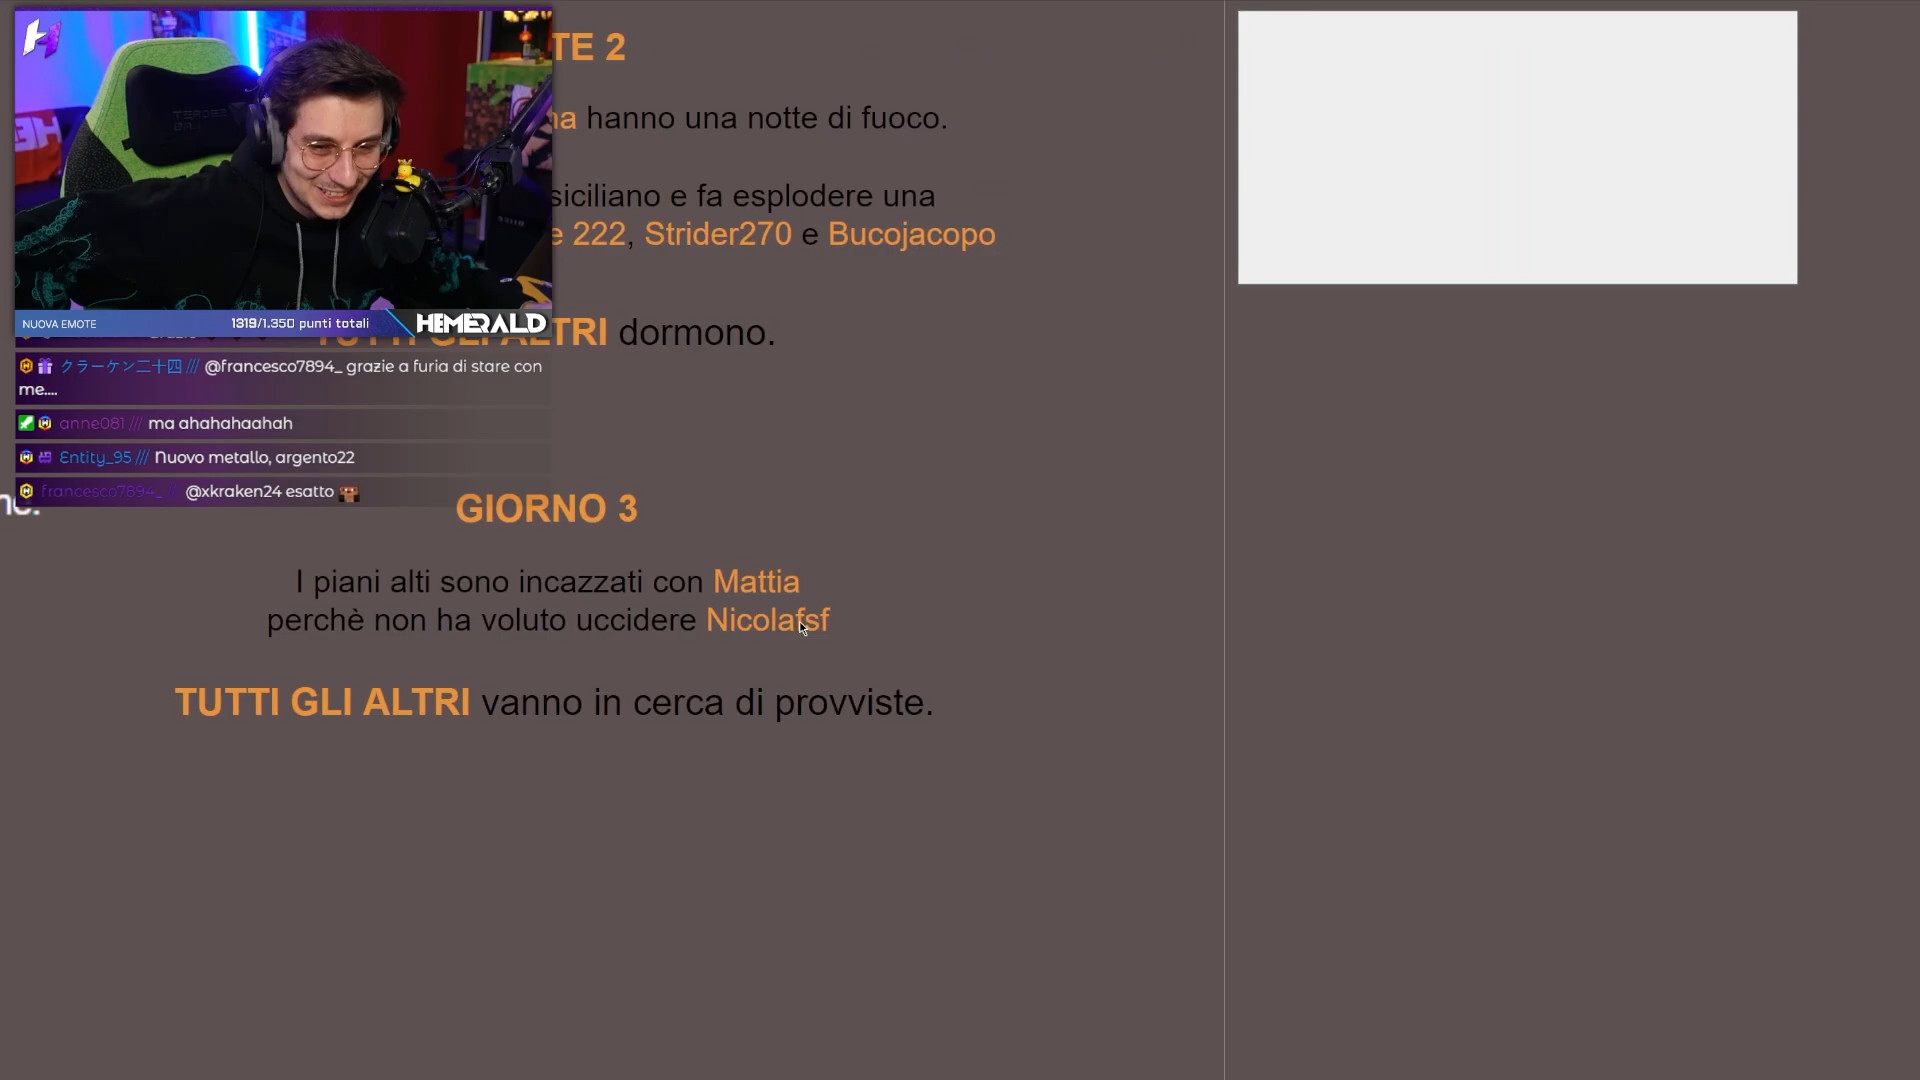 TE 2
na hanno una notte di fuoco.
siciliano e fa esplodere una
e 222, Strider270 e Bucojacopo
NUOVA EMOTE 1319/1.350 punti totali HEMERALD
TUTTI GLI ALTRI dormono.
クラーケン二十四 /// @francesco7894_ grazie a furia di stare con
me....
anne081 /// ma ahahahaahah
Entity_95 /// Nuovo metallo, argento22
francesco7894_ /// @xkraken24 esatto
GIORNO 3
I piani alti sono incazzati con Mattia
perchè non ha voluto uccidere Nicolafsf
TUTTI GLI ALTRI vanno in cerca di provviste.